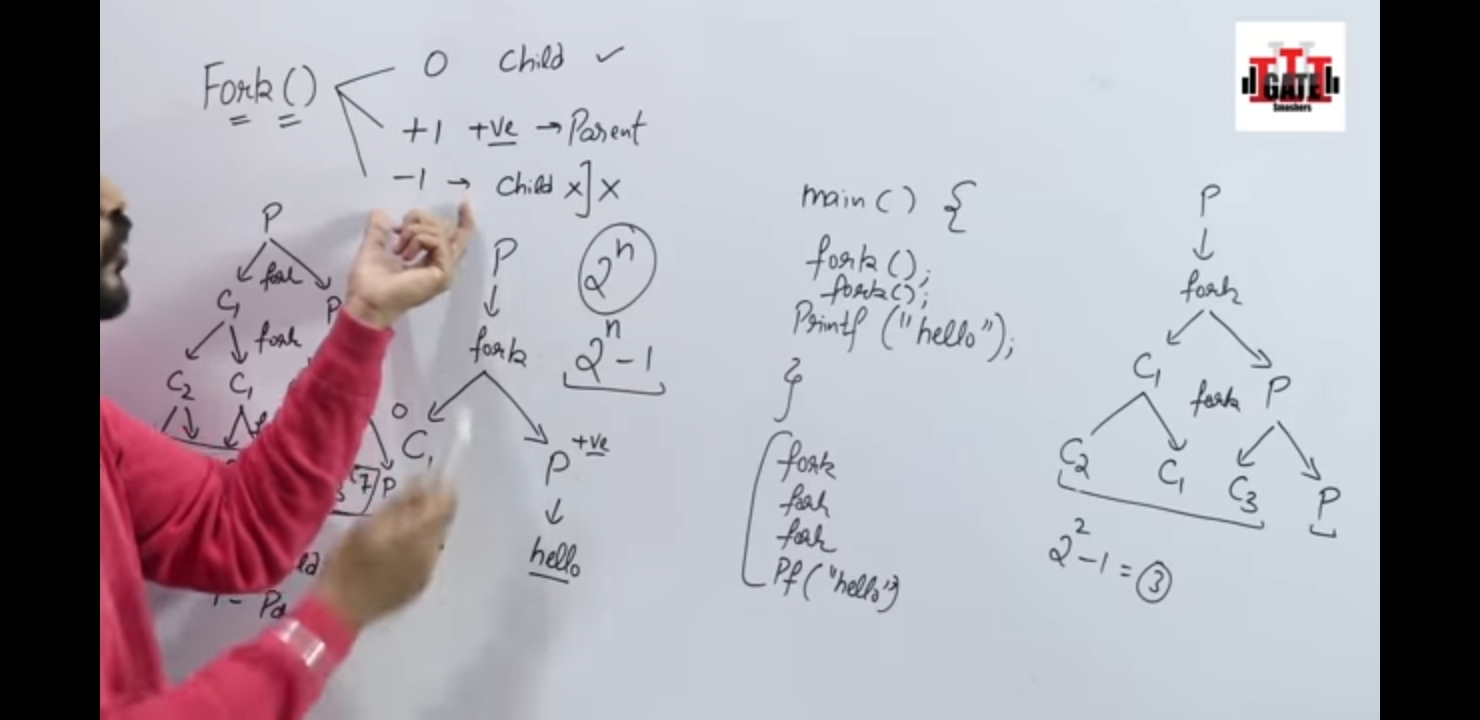 Fork()
0 Child ✓
+1 +ve → Parent
-1 → Child ×] ×
P
fork
C1 P
fork
C2 C1
7 P
P
fork
0 +ve
C1 P
hello
2^n
2^n - 1
main() {
fork();
fork();
Printf ("hello");
}
fork
fork
fork
Pf("hello")
P
fork
C1 fork P
C2 C1 C3 P
2^2 - 1 = 3
GATE
Smashers